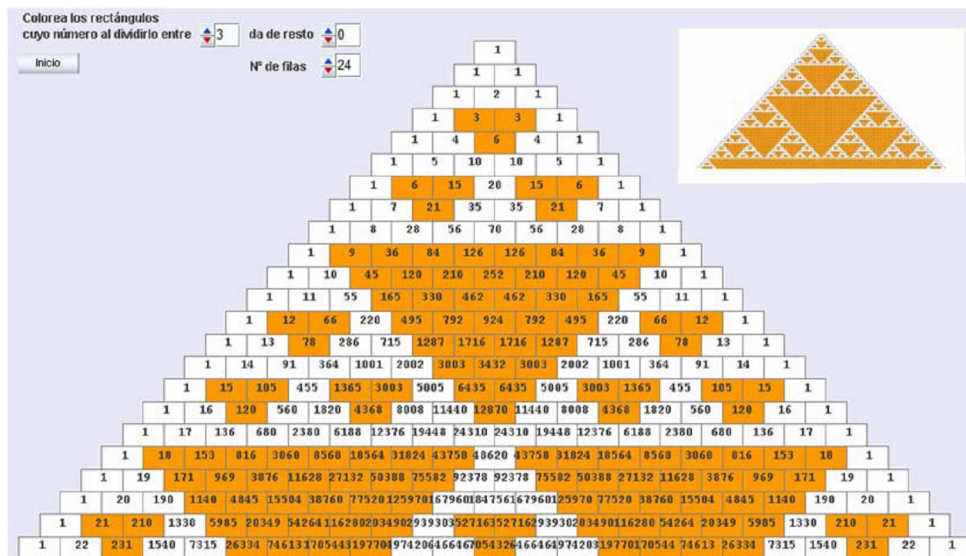 Colorea los rectángulos
cuyo número al dividirlo entre 3 da de resto 0
Inicio
Nº de filas 24
1
1 1
1 2 1
1 3 3 1
1 4 6 4 1
1 5 10 10 5 1
1 6 15 20 15 6 1
1 7 21 35 35 21 7 1
1 8 28 56 70 56 28 8 1
1 9 36 84 126 126 84 36 9 1
1 10 45 120 210 252 210 120 45 10 1
1 11 55 165 330 462 462 330 165 55 11 1
1 12 66 220 495 792 924 792 495 220 66 12 1
1 13 78 286 715 1287 1716 1716 1287 715 286 78 13 1
1 14 91 364 1001 2002 3003 3432 3003 2002 1001 364 91 14 1
1 15 105 455 1365 3003 5005 6435 6435 5005 3003 1365 455 105 15 1
1 16 120 560 1820 4368 8008 11440 12870 11440 8008 4368 1820 560 120 16 1
1 17 136 680 2380 6188 12376 19448 24310 24310 19448 12376 6188 2380 680 136 17 1
1 18 153 816 3060 8568 18564 31824 43758 48620 43758 31824 18564 8568 3060 816 153 18 1
1 19 171 969 3876 11628 27132 50388 75582 92378 92378 75582 50388 27132 11628 3876 969 171 19 1
1 20 190 1140 4845 15504 38760 77520 125970 167960 184756 167960 125970 77520 38760 15504 4845 1140 190 20 1
1 21 210 1330 5985 20349 54264 116280 203490 293930 352716 352716 293930 203490 116280 54264 20349 5985 1330 210 21 1
1 22 231 1540 7315 26334 74613 170544 319770 497420 646646 705432 646646 497420 319770 170544 74613 26334 7315 1540 231 22 1